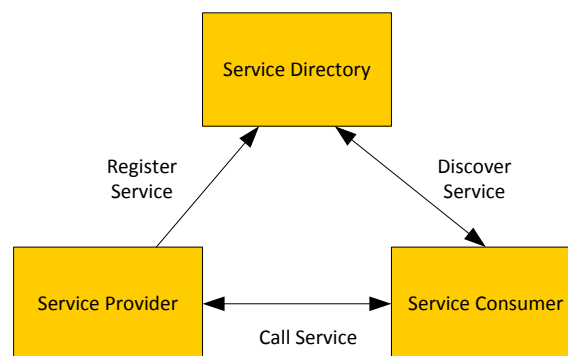 Service Directory
Register
Service
Discover
Service
Service Provider
Service Consumer
Call Service